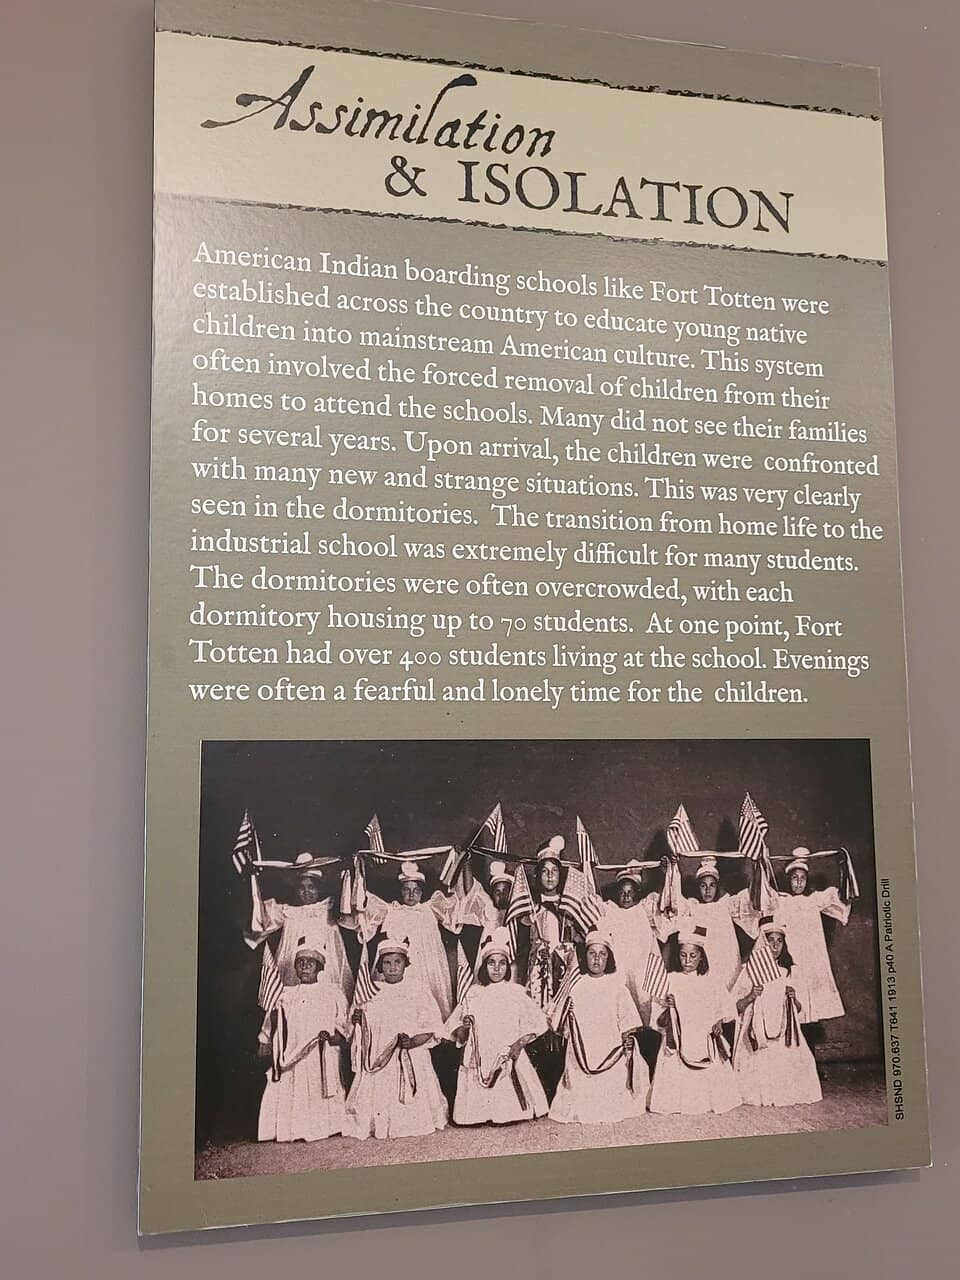 Assimilation
& ISOLATION
American Indian boarding schools like Fort Totten were
established across the country to educate young native
children into mainstream American culture. This system
often involved the forced removal of children from their
homes to attend the schools. Many did not see their families
for several years. Upon arrival, the children were confronted
with many new and strange situations. This was very clearly
seen in the dormitories. The transition from home life to the
industrial school was extremely difficult for many students.
The dormitories were often overcrowded, with each
dormitory housing up to 70 students. At one point, Fort
Totten had over 400 students living at the school. Evenings
were often a fearful and lonely time for the children.
SHSND 970.637 T641 1913 p40 A Patriotic Drill